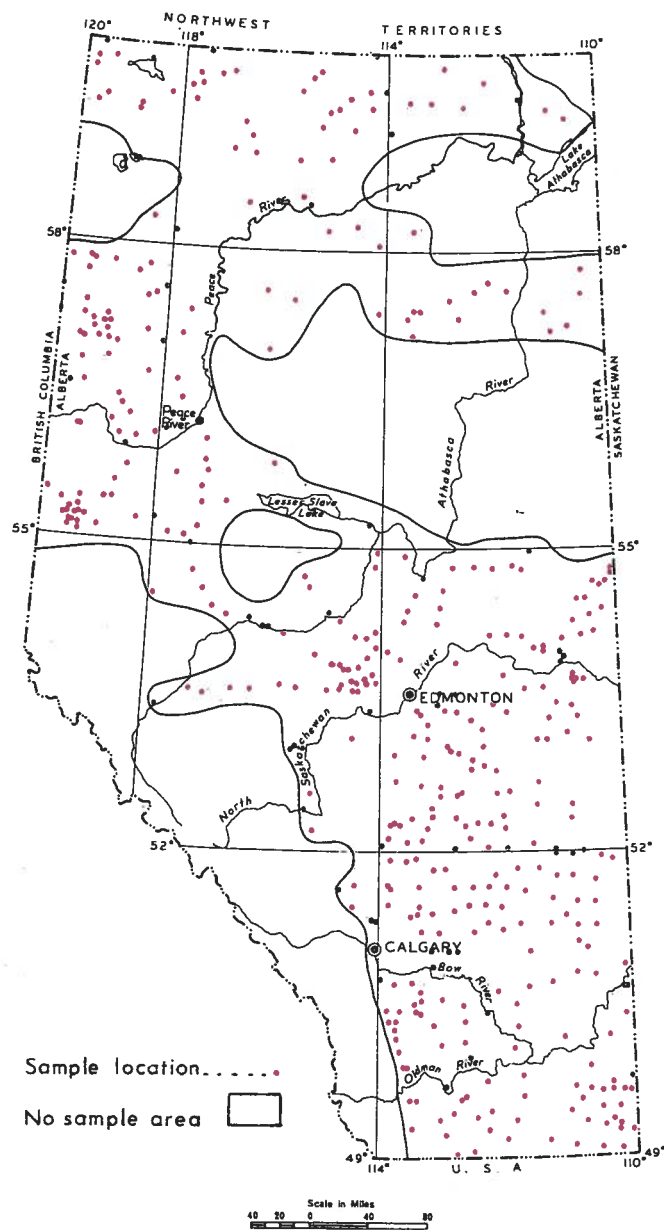 NORTHWEST TERRITORIES
120° 118° 114° 110°
Lake Athabasca
River
58° 58°
Peace
BRITISH COLUMBIA
ALBERTA
ALBERTA
SASKATCHEWAN
River
Peace River
Athabasca
Lesser Slave Lake
55° 55°
River
EDMONTON
Saskatchewan
North
52° 52°
CALGARY
Bow
River
Sample location
River
Oldman
No sample area
49° 49°
114° U. S. A 110°
Scale in Miles
40 20 0 40 80